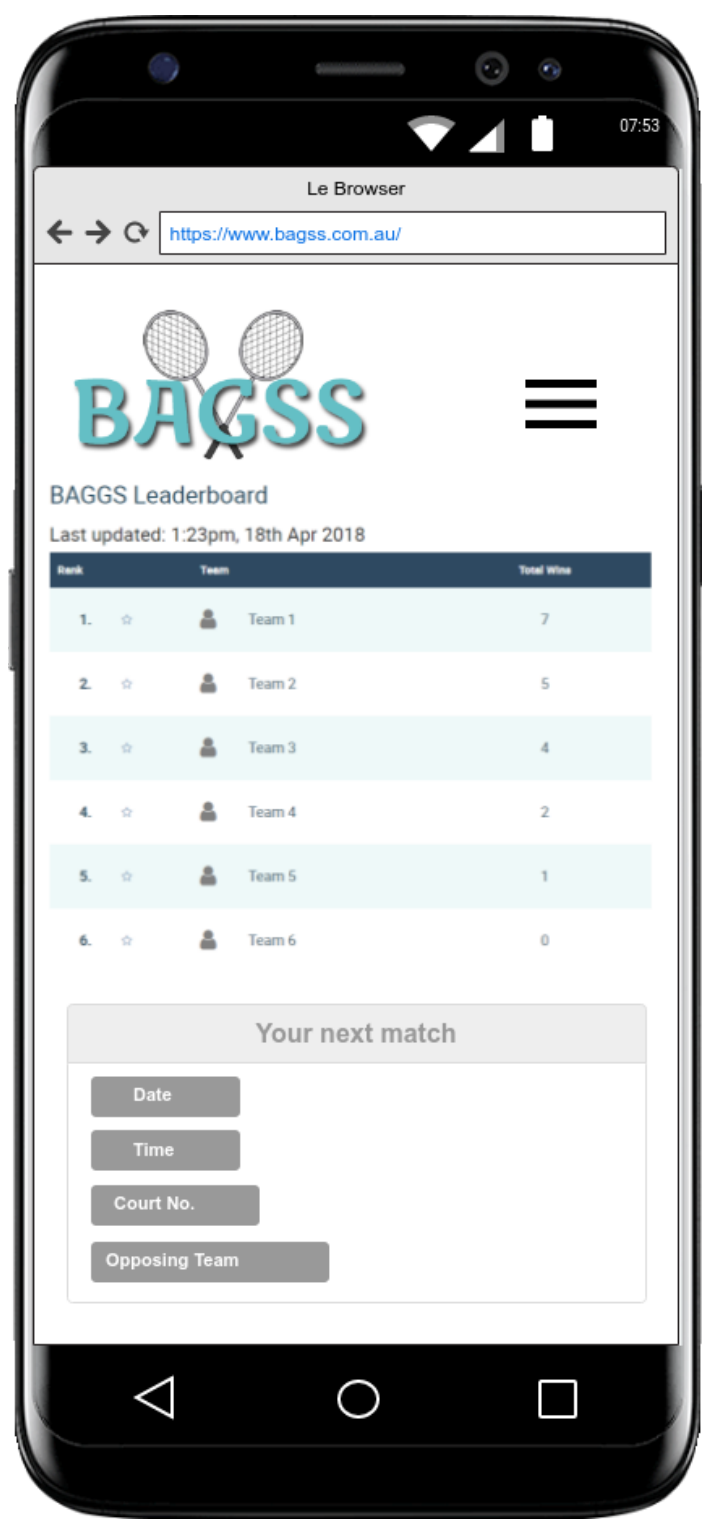 07:53
Le Browser
https://www.bagss.com.au/
BAGSS
BAGGS Leaderboard
Last updated: 1:23pm, 18th Apr 2018
Rank Team Total Wins
1. Team 1 7
2. Team 2 5
3. Team 3 4
4. Team 4 2
5. Team 5 1
6. Team 6 0
Your next match
Date
Time
Court No.
Opposing Team